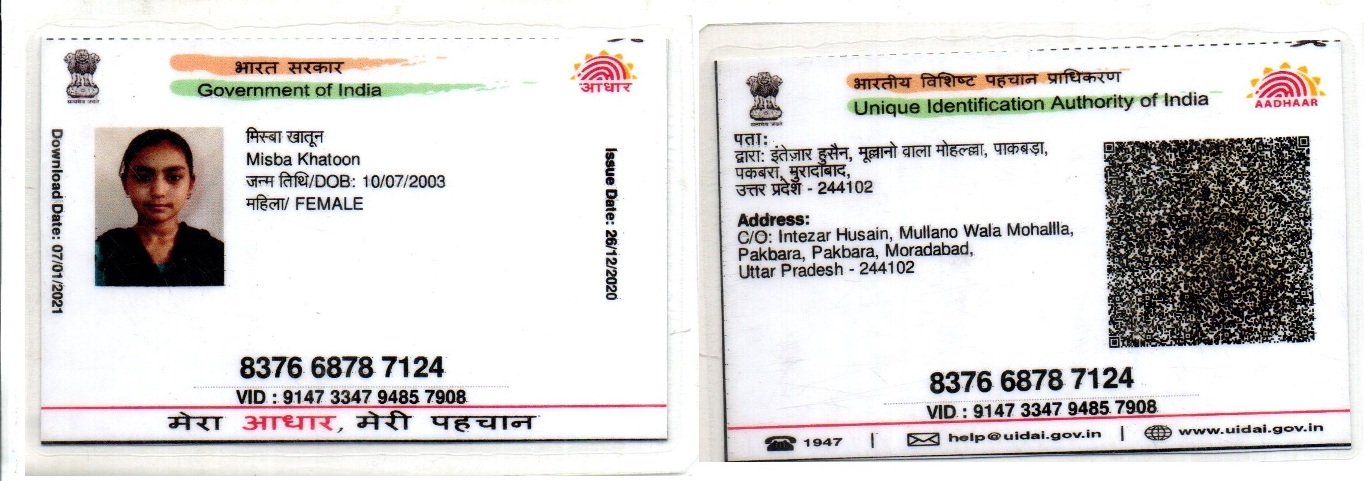 भारत सरकार
Government of India
आधार
Download Date: 07/01/2021
मिस्बा खातून
Misba Khatoon
जन्म तिथि/DOB: 10/07/2003
महिला/ FEMALE
Issue Date: 26/12/2020
8376 6878 7124
VID : 9147 3347 9485 7908
मेरा आधार, मेरी पहचान
भारतीय विशिष्ट पहचान प्राधिकरण
Unique Identification Authority of India
AADHAAR
पता:
द्वारा: इंतेज़ार हुसैन, मूल्लानो वाला मोहल्ला, पाकबड़ा,
पकबरा, मुरादाबाद,
उत्तर प्रदेश - 244102
Address:
C/O: Intezar Husain, Mullano Wala Mohallla,
Pakbara, Pakbara, Moradabad,
Uttar Pradesh - 244102
8376 6878 7124
VID : 9147 3347 9485 7908
1947 | help@uidai.gov.in | www.uidai.gov.in